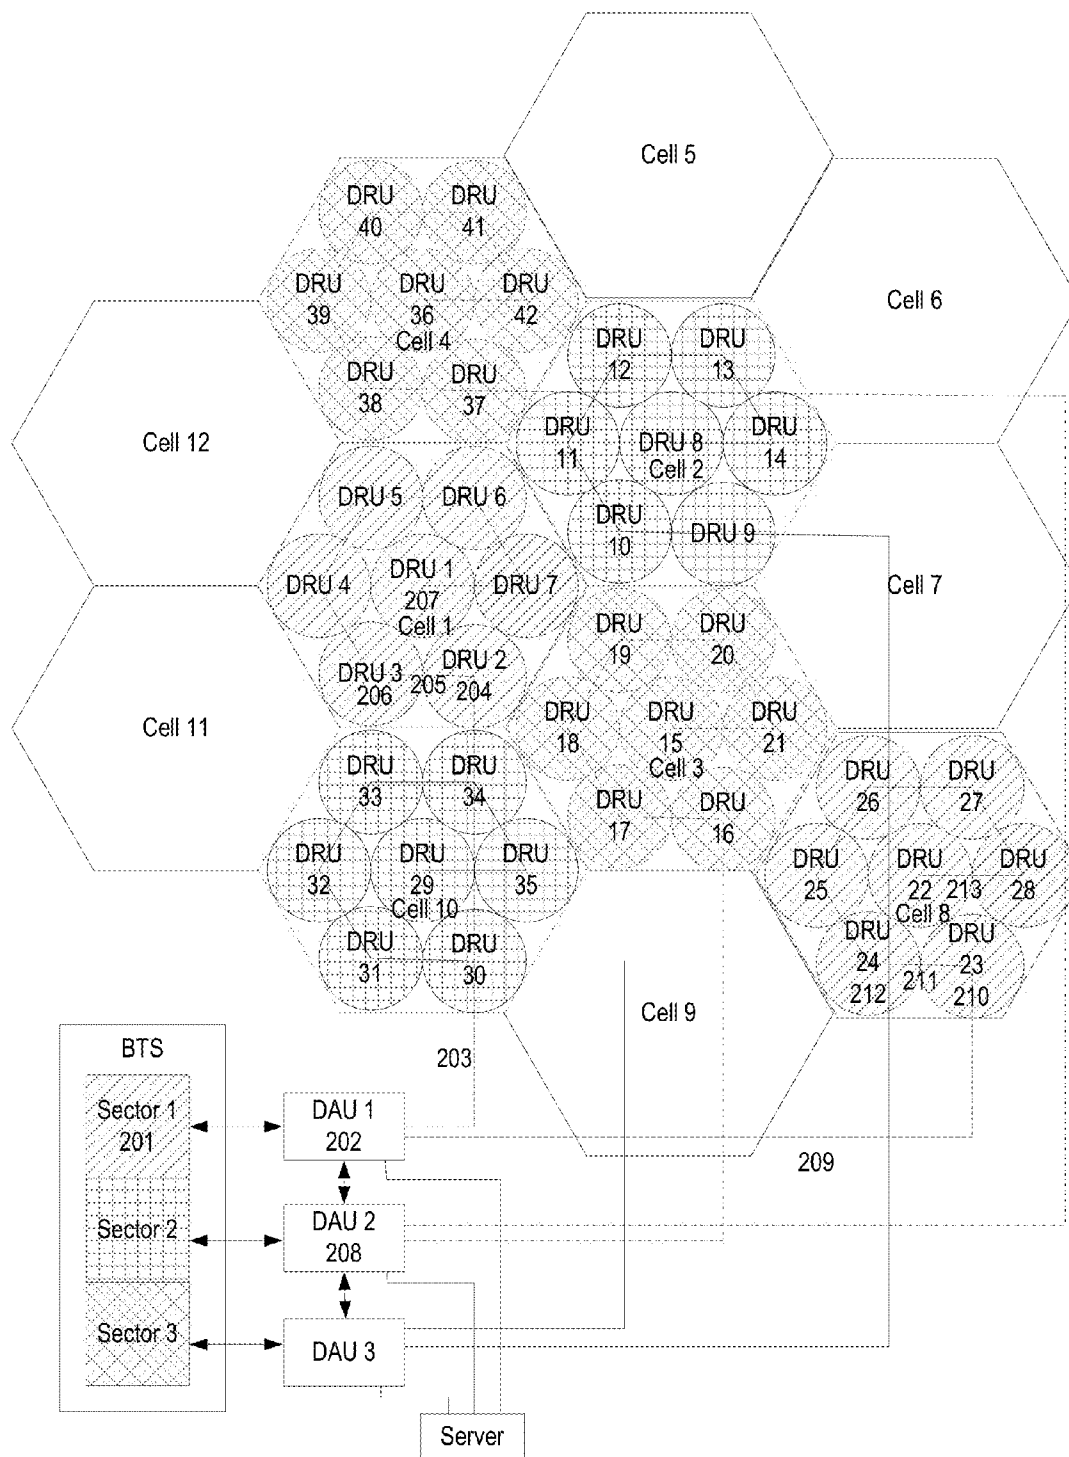 Cell 5
DRU
40
DRU
41
DRU
39
DRU
36
DRU
42
Cell 4
DRU
38
DRU
37
Cell 6
DRU
12
DRU
13
DRU
11
DRU 8
DRU
14
Cell 2
DRU
10
DRU 9
Cell 12
DRU 5
DRU 6
DRU 4
DRU 1
207
DRU 7
Cell 1
DRU 3
206
205
DRU 2
204
Cell 7
DRU
19
DRU
20
DRU
18
DRU
15
DRU
21
Cell 3
DRU
17
DRU
16
Cell 11
DRU
33
DRU
34
DRU
32
DRU
29
DRU
35
Cell 10
DRU
31
DRU
30
DRU
26
DRU
27
DRU
25
DRU
22
213
DRU
28
Cell 8
DRU
24
212
211
DRU
23
210
Cell 9
203
209
BTS
Sector 1
201
Sector 2
Sector 3
DAU 1
202
DAU 2
208
DAU 3
Server